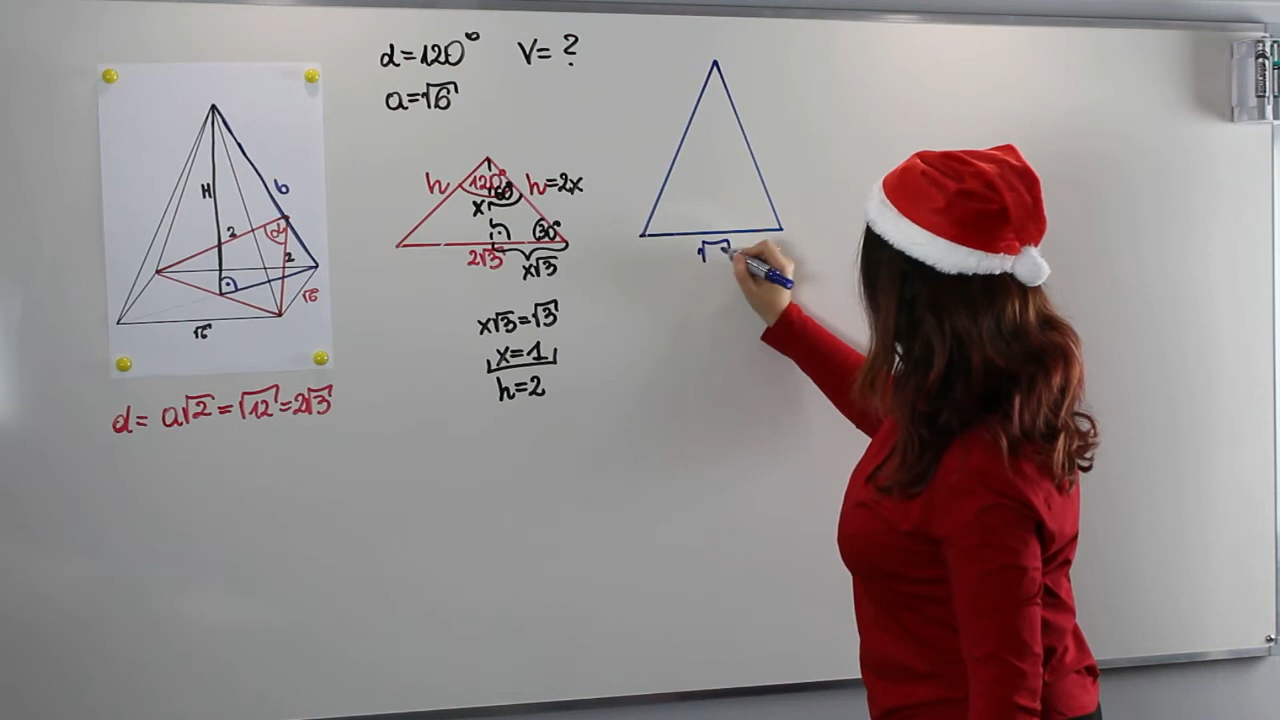 α=120° V=?
a=√6
H
b
2
α
2
√6
√6
d= a√2=√12=2√3
h
120°
60°
h=2x
x
30°
2√3
x√3
x√3=√3
x=1
h=2
√